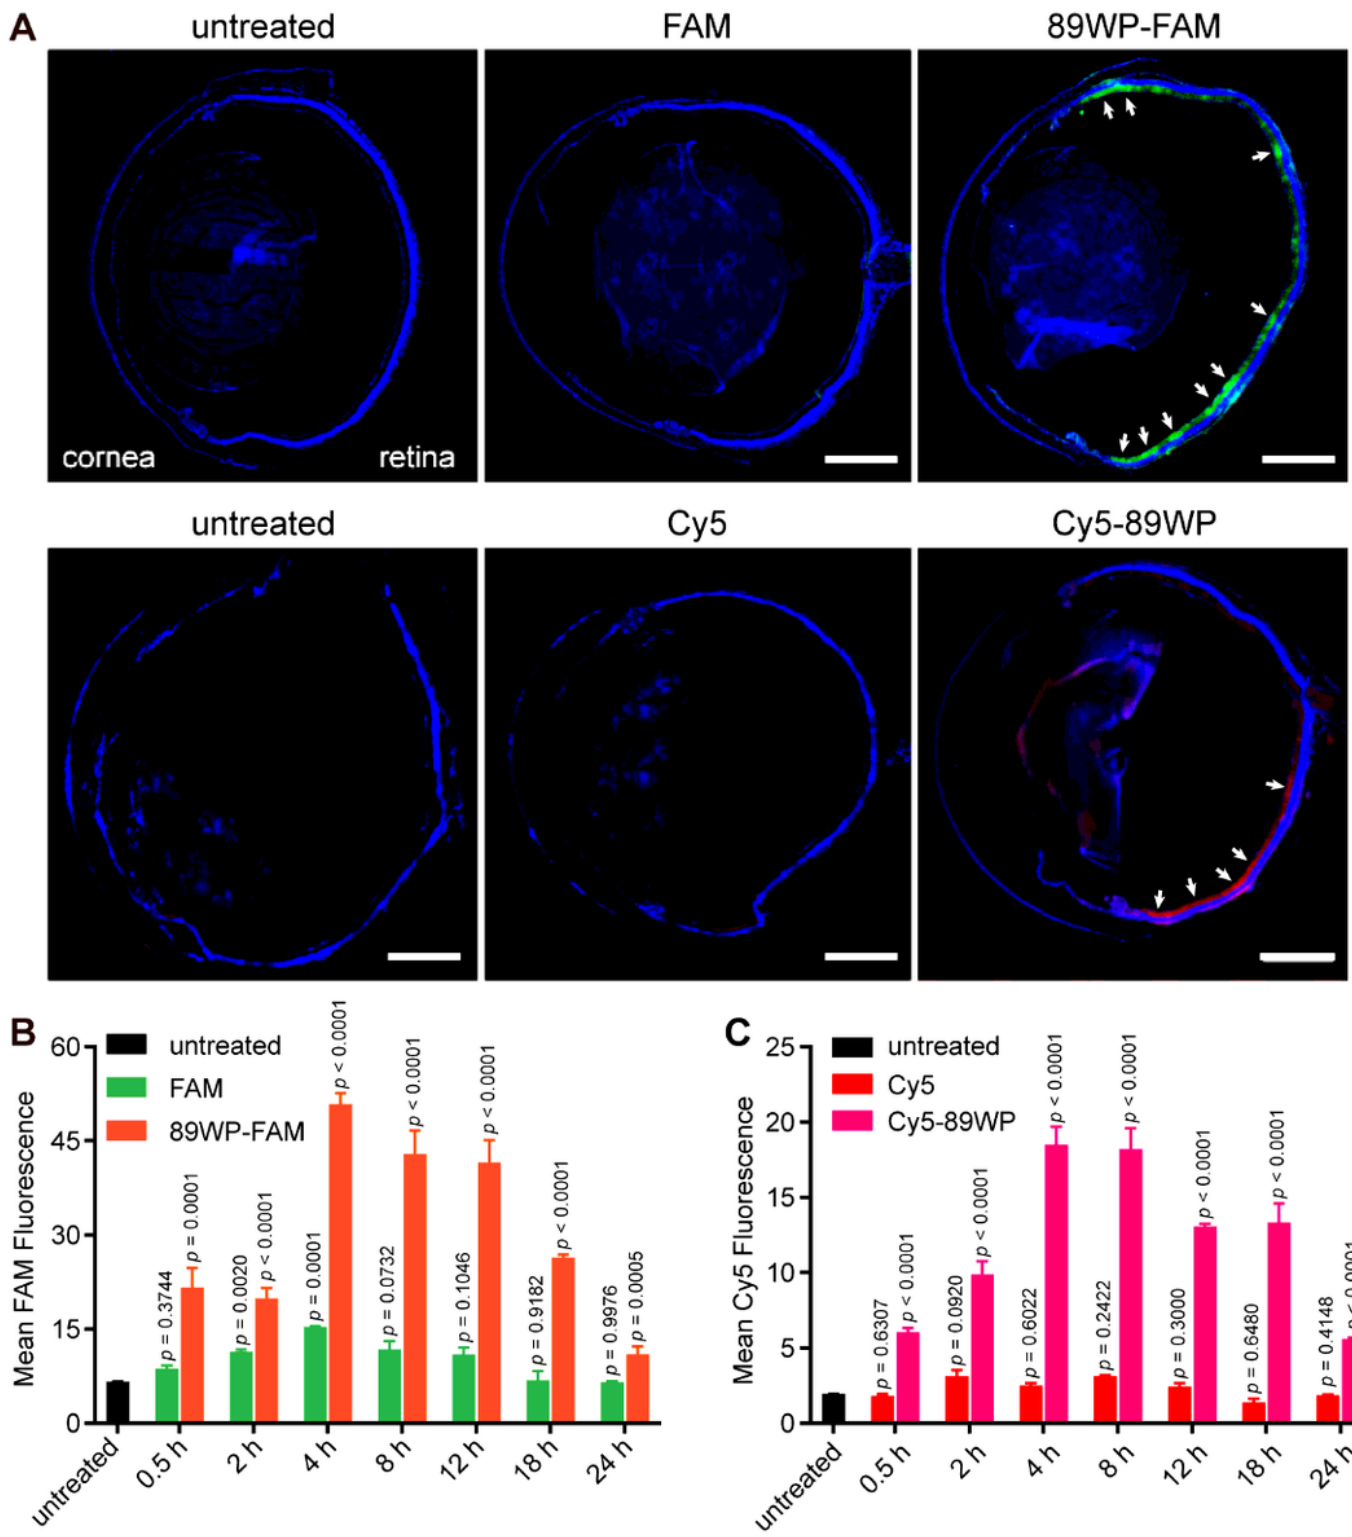 A
untreated
FAM
89WP-FAM
cornea
retina
untreated
Cy5
Cy5-89WP
B
untreated
FAM
89WP-FAM
Mean FAM Fluorescence
60
45
30
15
0
p = 0.3744
p = 0.0001
p = 0.0020
p < 0.0001
p = 0.0001
p < 0.0001
p = 0.0732
p < 0.0001
p = 0.1046
p < 0.0001
p = 0.9182
p < 0.0001
p = 0.9976
p = 0.0005
untreated
0.5 h
2 h
4 h
8 h
12 h
18 h
24 h
C
untreated
Cy5
Cy5-89WP
Mean Cy5 Fluorescence
25
20
15
10
5
0
p = 0.6307
p < 0.0001
p = 0.0920
p < 0.0001
p = 0.6022
p < 0.0001
p = 0.2422
p < 0.0001
p = 0.3000
p < 0.0001
p = 0.6480
p < 0.0001
p = 0.4148
untreated
0.5 h
2 h
4 h
8 h
12 h
18 h
24 h